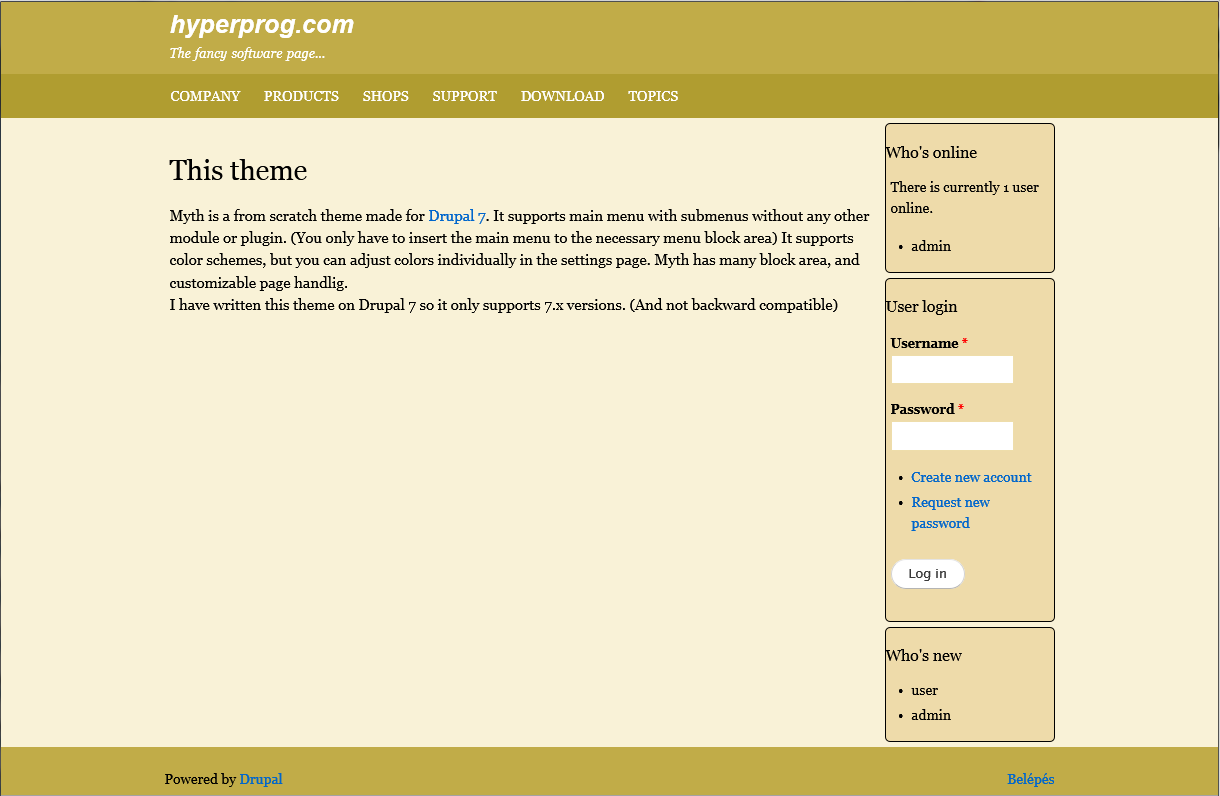 hyperprog.com
The fancy software page...
COMPANY PRODUCTS SHOPS SUPPORT DOWNLOAD TOPICS
This theme
Myth is a from scratch theme made for Drupal 7. It supports main menu with submenus without any other
module or plugin. (You only have to insert the main menu to the necessary menu block area) It supports
color schemes, but you can adjust colors individually in the settings page. Myth has many block area, and
customizable page handlig.
I have written this theme on Drupal 7 so it only supports 7.x versions. (And not backward compatible)
Who's online
There is currently 1 user
online.
• admin
User login
Username *
Password *
• Create new account
• Request new
password
Log in
Who's new
• user
• admin
Powered by Drupal
Belépés